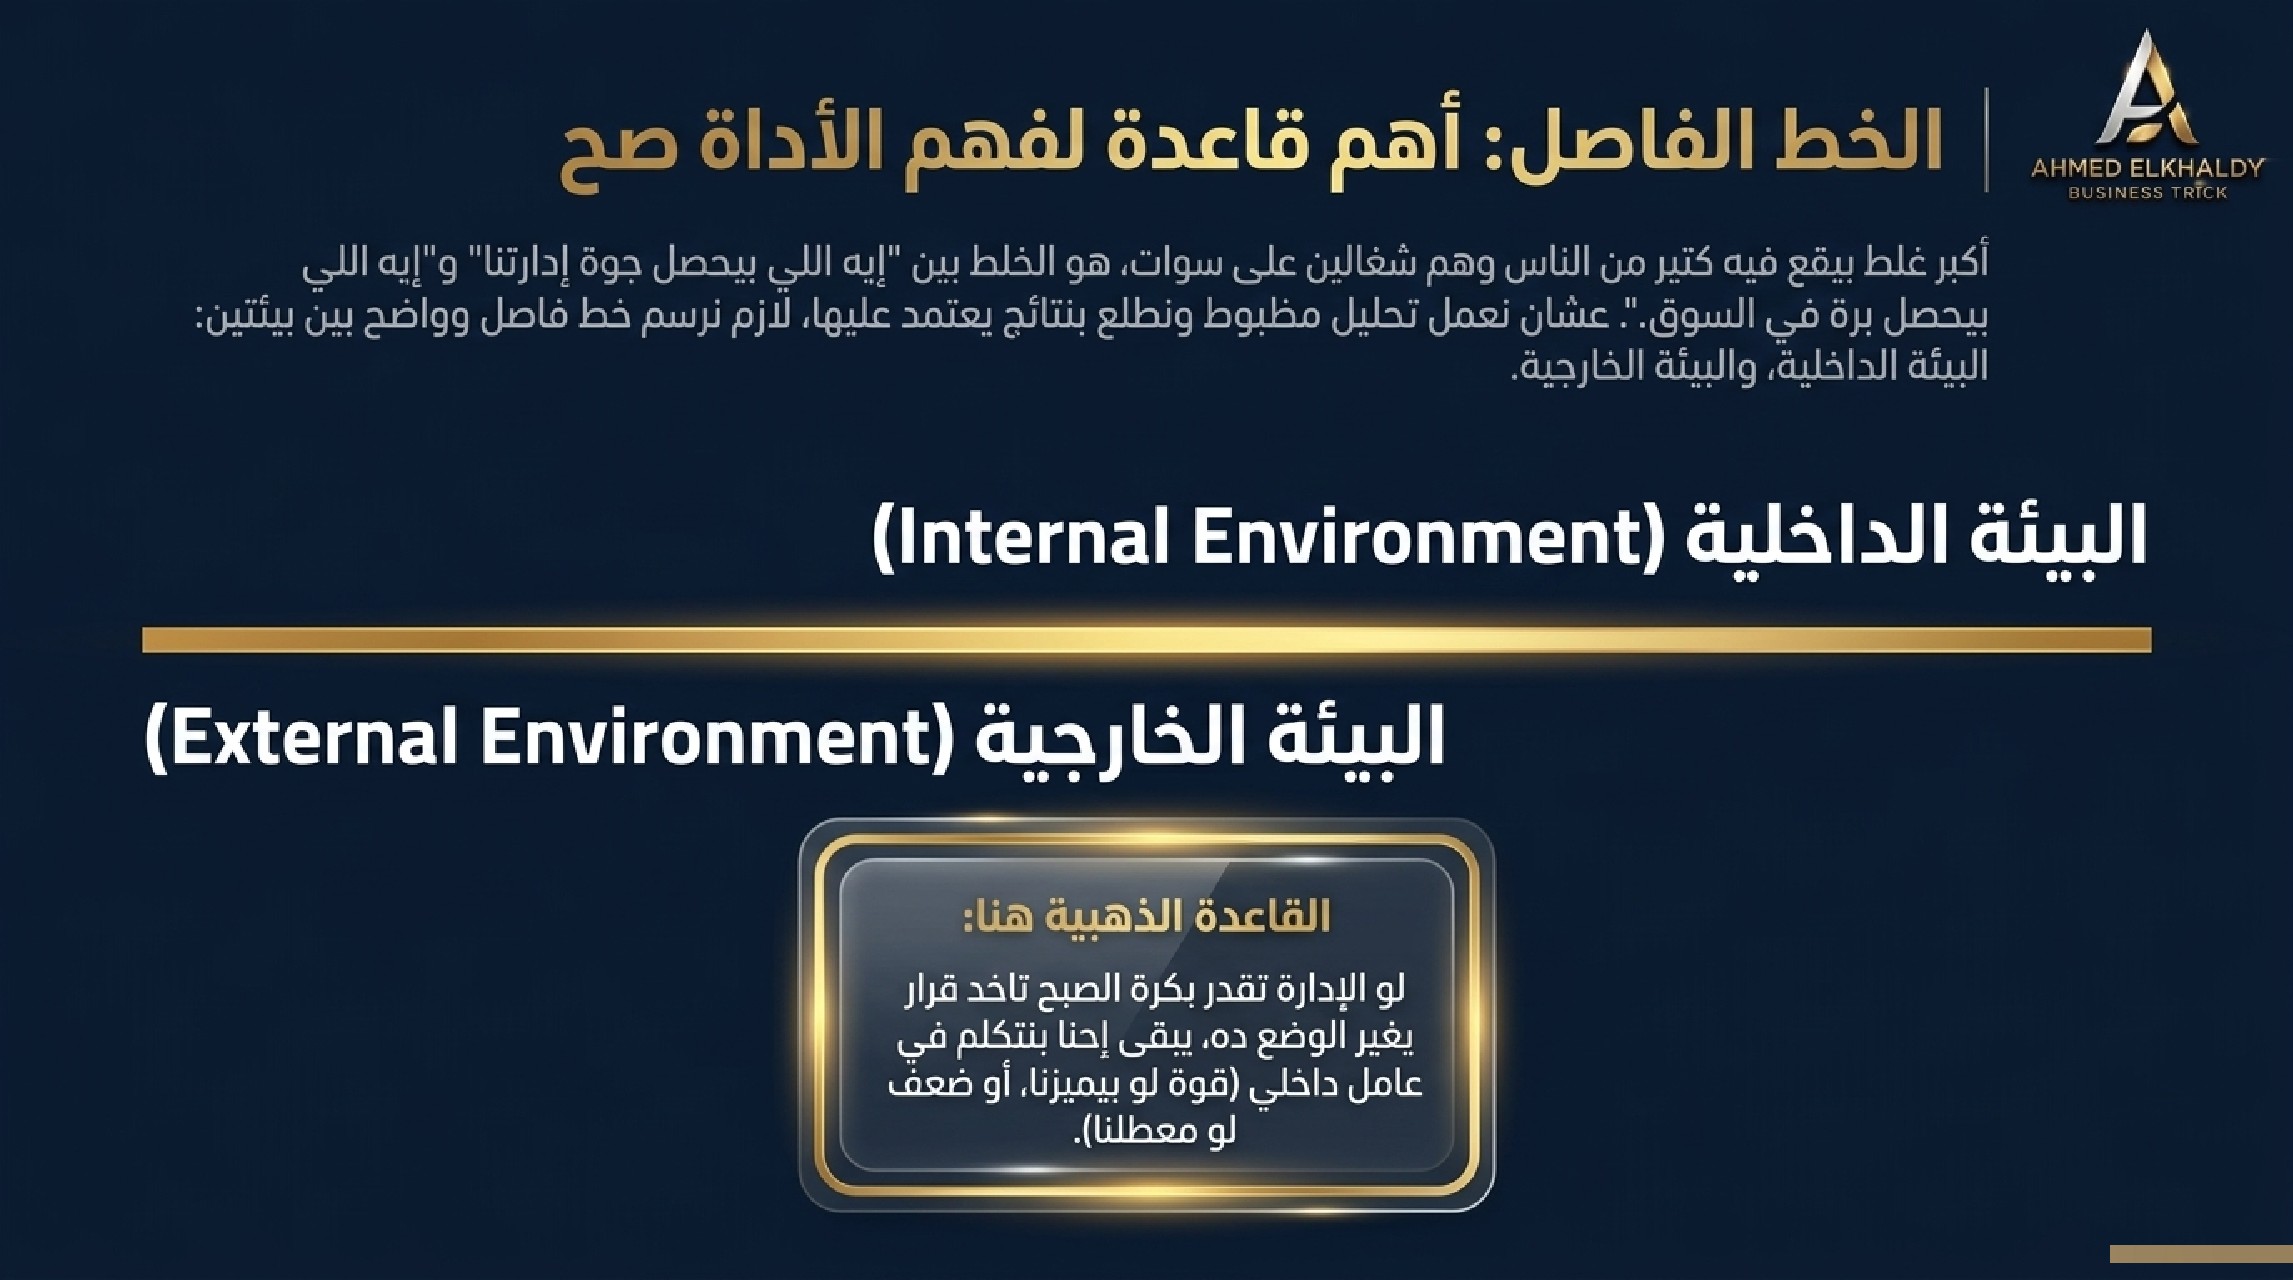 AHMED ELKHALDY
BUSINESS TRICK
الخط الفاصل: أهم قاعدة لفهم الأداة صح
أكبر غلط بيقع فيه كتير من الناس وهم شغالين على سوات، هو الخلط بين "إيه اللي بيحصل جوة إدارتنا" و"إيه اللي
بيحصل برة في السوق.". عشان نعمل تحليل مظبوط ونطلع بنتائج يعتمد عليها، لازم نرسم خط فاصل وواضح بين بيئتين:
البيئة الداخلية، والبيئة الخارجية.
البيئة الداخلية (Internal Environment)
البيئة الخارجية (External Environment)
القاعدة الذهبية هنا:
لو الإدارة تقدر بكرة الصبح تاخد قرار
يغير الوضع ده، يبقى إحنا بنتكلم في
عامل داخلي (قوة لو بيميزنا، أو ضعف
لو معطلنا).